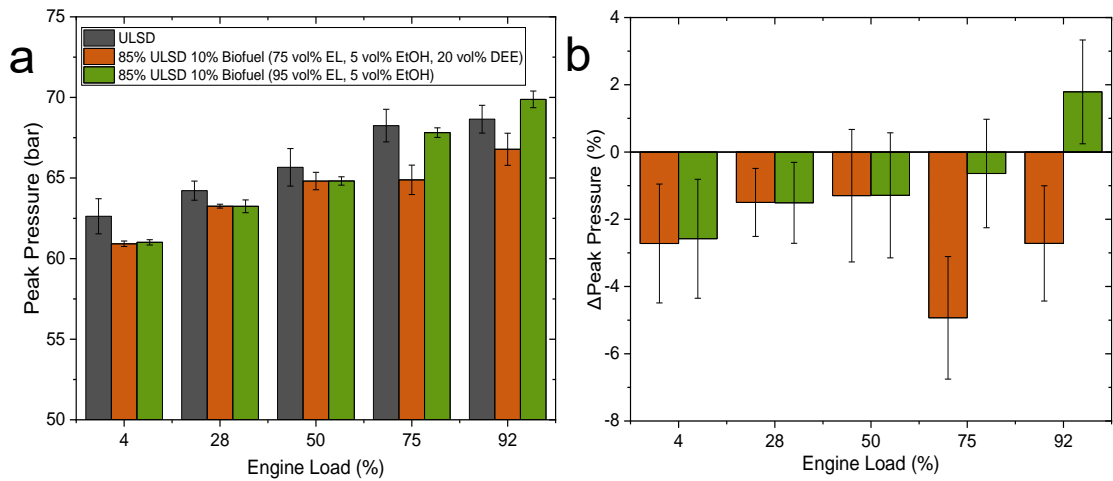 a
75
70
65
60
55
50
Peak Pressure (bar)
ULSD
85% ULSD 10% Biofuel (75 vol% EL, 5 vol% EtOH, 20 vol% DEE)
85% ULSD 10% Biofuel (95 vol% EL, 5 vol% EtOH)
4 28 50 75 92
Engine Load (%)
b
4
2
0
-2
-4
-6
-8
ΔPeak Pressure (%)
4 28 50 75 92
Engine Load (%)